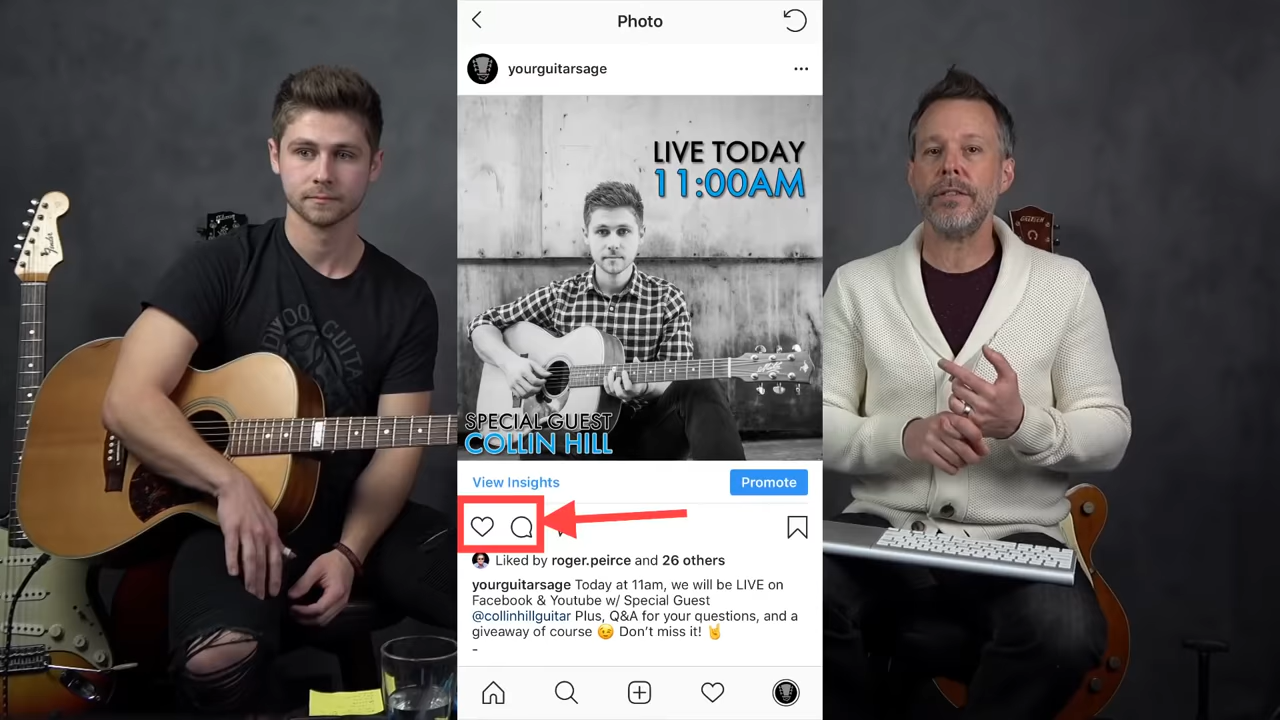 Photo
yourguitarsage
LIVE TODAY
11:00AM
SPECIAL GUEST
COLLIN HILL
View Insights
Promote
Liked by roger.peirce and 26 others
yourguitarsage Today at 11am, we will be LIVE on
Facebook & Youtube w/ Special Guest
@collinhillguitar Plus, Q&A for your questions, and a
giveaway of course 😉 Don't miss it! 🤘
-
Fender